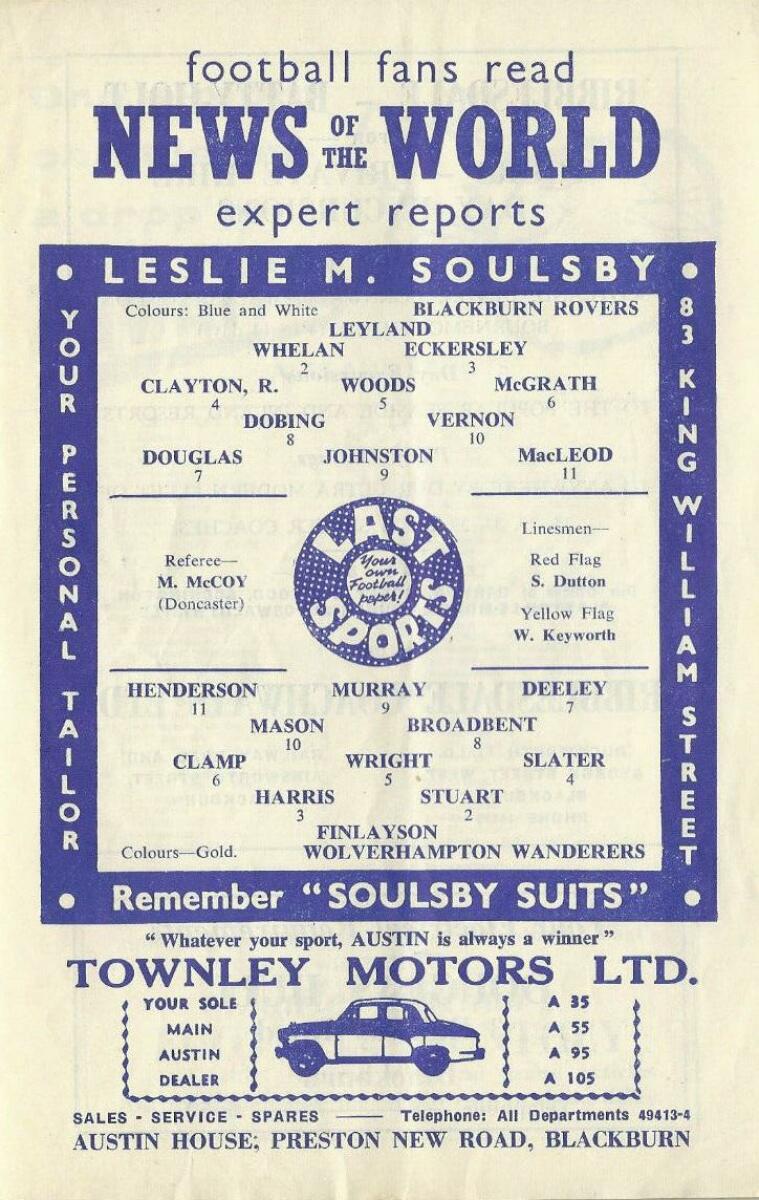 football fans read
NEWS OF THE WORLD
expert reports
• LESLIE M. SOULSBY •
YOUR PERSONAL TAILOR
83 KING WILLIAM STREET
Colours: Blue and White BLACKBURN ROVERS
LEYLAND
WHELAN ECKERSLEY
2 3
CLAYTON, R. WOODS McGRATH
4 5 6
DOBING VERNON
8 10
DOUGLAS JOHNSTON MacLEOD
7 9 11
Referee—
M. McCOY
(Doncaster)
LAST SPORTS
Your
own
Football
paper!
Linesmen—
Red Flag
S. Dutton
Yellow Flag
W. Keyworth
HENDERSON MURRAY DEELEY
11 9 7
MASON BROADBENT
10 8
CLAMP WRIGHT SLATER
6 5 4
HARRIS STUART
3 2
FINLAYSON
Colours—Gold. WOLVERHAMPTON WANDERERS
• Remember "SOULSBY SUITS" •
"Whatever your sport, AUSTIN is always a winner"
TOWNLEY MOTORS LTD.
YOUR SOLE
MAIN
AUSTIN
DEALER
A 35
A 55
A 95
A 105
SALES - SERVICE - SPARES —— Telephone: All Departments 49413-4
AUSTIN HOUSE; PRESTON NEW ROAD, BLACKBURN